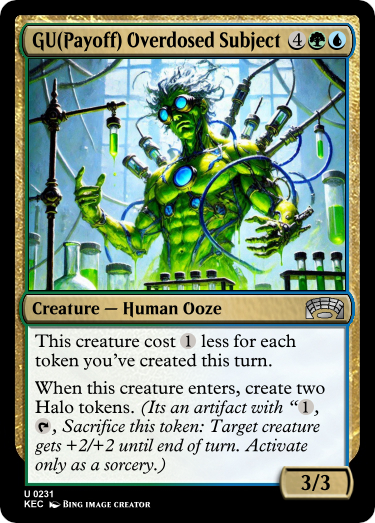 GU(Payoff) Overdosed Subject 4
Creature — Human Ooze
This creature cost 1 less for each
token you've created this turn.
When this creature enters, create two
Halo tokens. (Its an artifact with “1,
, Sacrifice this token: Target creature
gets +2/+2 until end of turn. Activate
only as a sorcery.)
3/3
U 0231
KEC Bing Image Creator